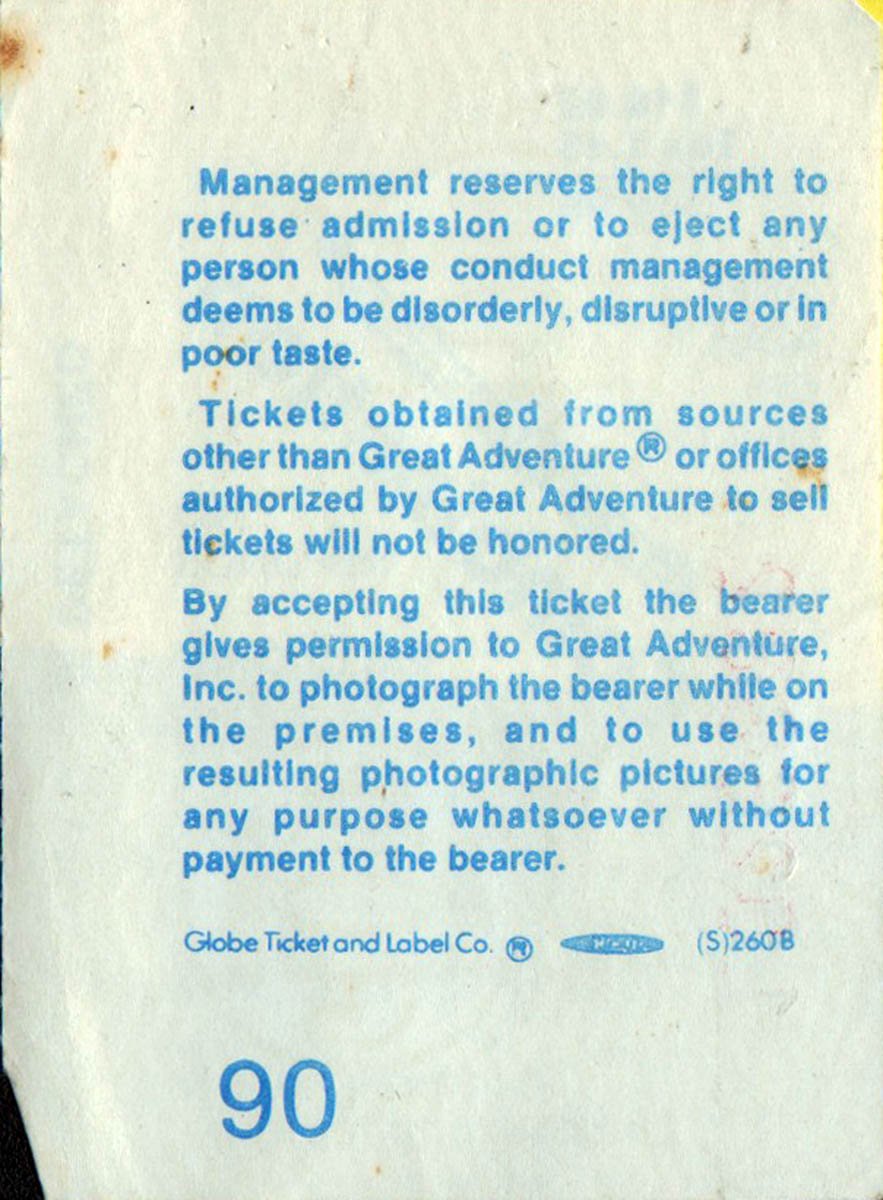 Management reserves the right to
refuse admission or to eject any
person whose conduct management
deems to be disorderly, disruptive or in
poor taste.
Tickets obtained from sources
other than Great Adventure® or offices
authorized by Great Adventure to sell
tickets will not be honored.
By accepting this ticket the bearer
gives permission to Great Adventure,
Inc. to photograph the bearer while on
the premises, and to use the
resulting photographic pictures for
any purpose whatsoever without
payment to the bearer.
Globe Ticket and Label Co. ® (S)260B
90